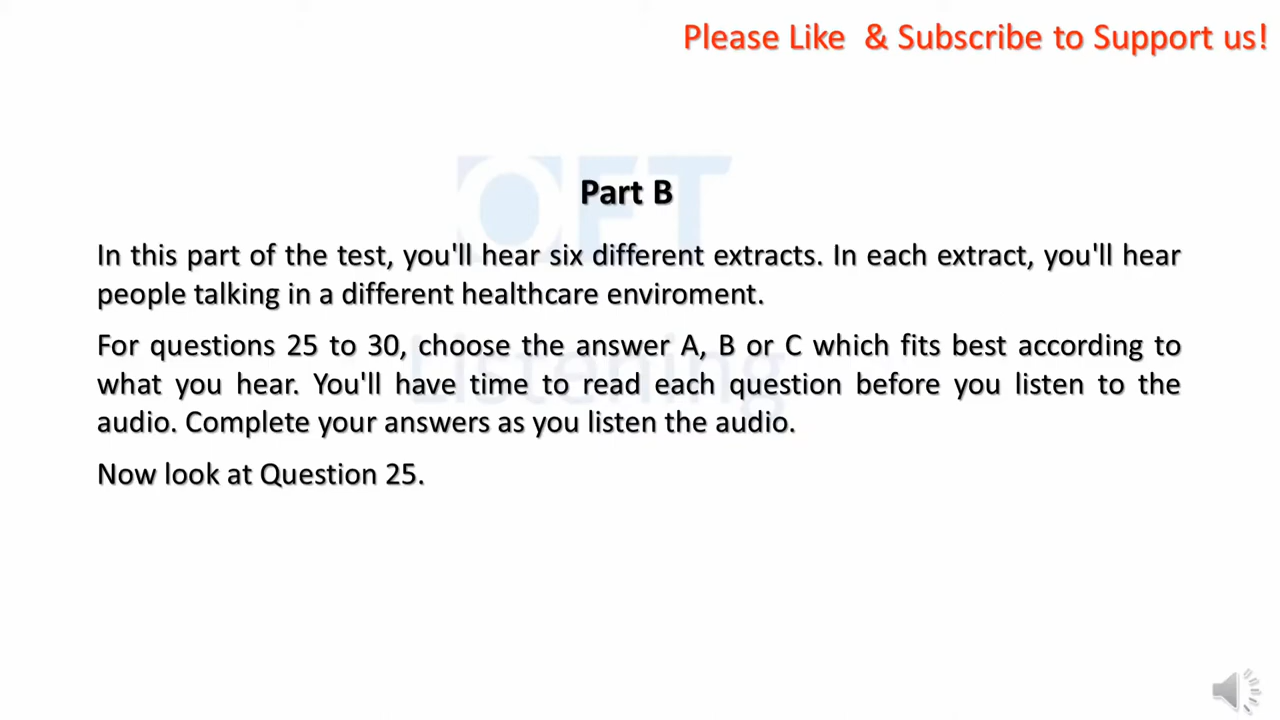 Please Like & Subscribe to Support us!
OET
Part B
In this part of the test, you'll hear six different extracts. In each extract, you'll hear
people talking in a different healthcare enviroment.
For questions 25 to 30, choose the answer A, B or C which fits best according to
what you hear. You'll have time to read each question before you listen to the
audio. Complete your answers as you listen the audio.
Listening
Now look at Question 25.